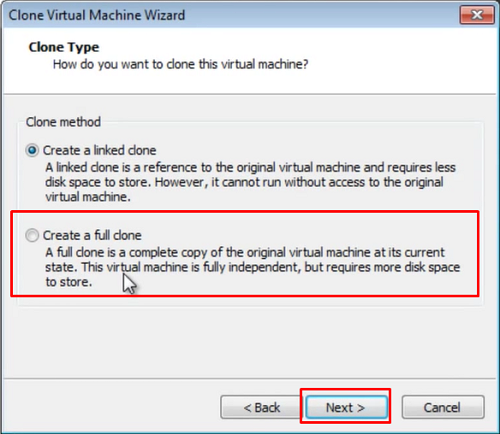 Clone Virtual Machine Wizard
Clone Type
How do you want to clone this virtual machine?
Clone method
Create a linked clone
A linked clone is a reference to the original virtual machine and requires less
disk space to store. However, it cannot run without access to the original
virtual machine.
Create a full clone
A full clone is a complete copy of the original virtual machine at its current
state. This virtual machine is fully independent, but requires more disk space
to store.
< Back
Next >
Cancel